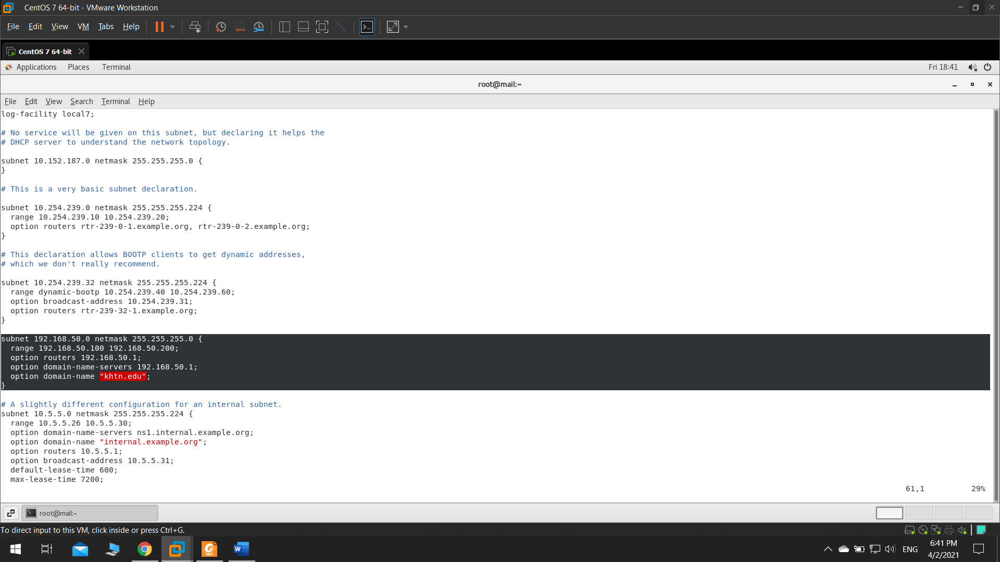 CentOS 7 64-bit - VMware Workstation
File Edit View VM Tabs Help
CentOS 7 64-bit
Applications Places Terminal Fri 18:41
root@mail:~
File Edit View Search Terminal Help
log-facility local7;
# No service will be given on this subnet, but declaring it helps the
# DHCP server to understand the network topology.
subnet 10.152.187.0 netmask 255.255.255.0 {
}
# This is a very basic subnet declaration.
subnet 10.254.239.0 netmask 255.255.255.224 {
range 10.254.239.10 10.254.239.20;
option routers rtr-239-0-1.example.org, rtr-239-0-2.example.org;
}
# This declaration allows BOOTP clients to get dynamic addresses,
# which we don't really recommend.
subnet 10.254.239.32 netmask 255.255.255.224 {
range dynamic-bootp 10.254.239.40 10.254.239.60;
option broadcast-address 10.254.239.31;
option routers rtr-239-32-1.example.org;
}
subnet 192.168.50.0 netmask 255.255.255.0 {
range 192.168.50.100 192.168.50.200;
option routers 192.168.50.1;
option domain-name-servers 192.168.50.1;
option domain-name "khtn.edu";
}
# A slightly different configuration for an internal subnet.
subnet 10.5.5.0 netmask 255.255.255.224 {
range 10.5.5.26 10.5.5.30;
option domain-name-servers ns1.internal.example.org;
option domain-name "internal.example.org";
option routers 10.5.5.1;
option broadcast-address 10.5.5.31;
default-lease-time 600;
max-lease-time 7200;
61,1 29%
root@mail:~
To direct input to this VM, click inside or press Ctrl+G.
ENG
6:41 PM
4/2/2021